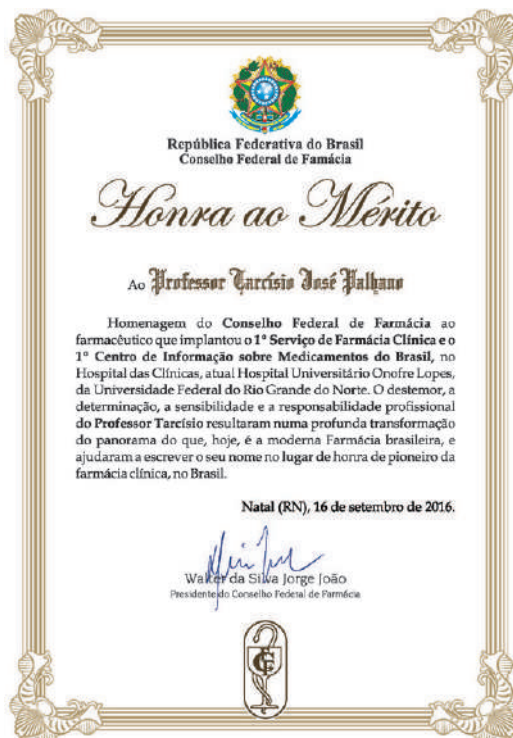 República Federativa do Brasil
Conselho Federal de Famácia
Honra ao Mérito
Ao Professor Tarcísio José Palhano
Homenagem do Conselho Federal de Farmácia ao
farmacêutico que implantou o 1º Serviço de Farmácia Clínica e o
1º Centro de Informação sobre Medicamentos do Brasil, no
Hospital das Clínicas, atual Hospital Universitário Onofre Lopes,
da Universidade Federal do Rio Grande do Norte. O destemor, a
determinação, a sensibilidade e a responsabilidade profissional
do Professor Tarcísio resultaram numa profunda transformação
do panorama do que, hoje, é a moderna Farmácia brasileira, e
ajudaram a escrever o seu nome no lugar de honra de pioneiro da
farmácia clínica, no Brasil.
Natal (RN), 16 de setembro de 2016.
Walter da Silva Jorge João
Presidente do Conselho Federal de Farmácia